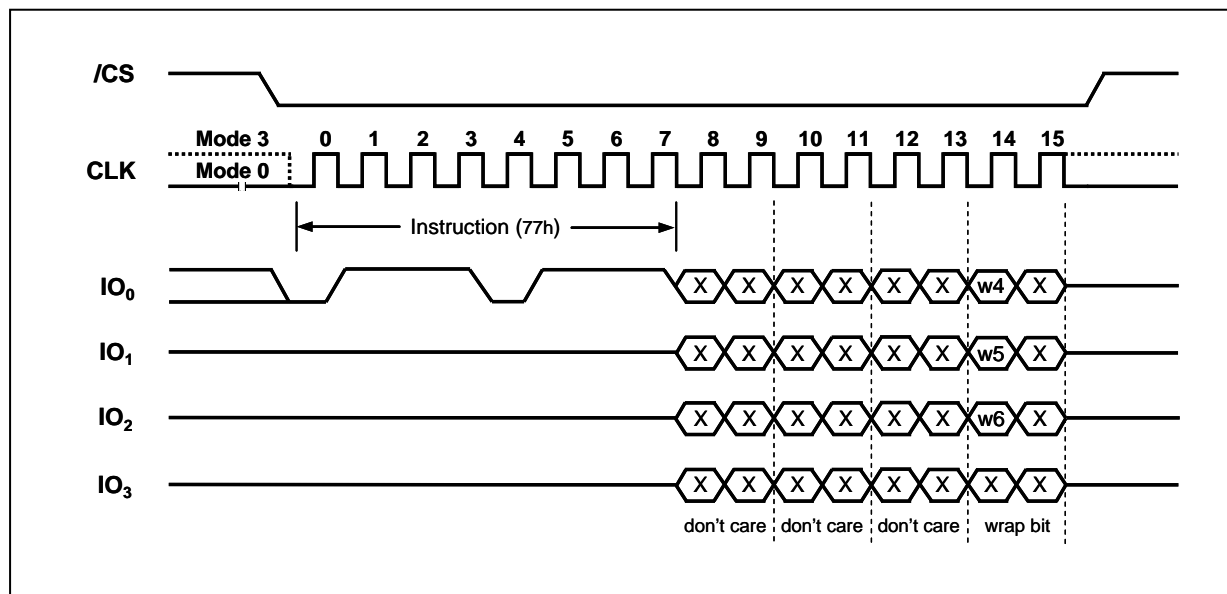 /CS
Mode 3 0 1 2 3 4 5 6 7 8 9 10 11 12 13 14 15
CLK Mode 0
Instruction (77h)
IO0 X X X X X X w4 X
IO1 X X X X X X w5 X
IO2 X X X X X X w6 X
IO3 X X X X X X X X
don't care don't care don't care wrap bit